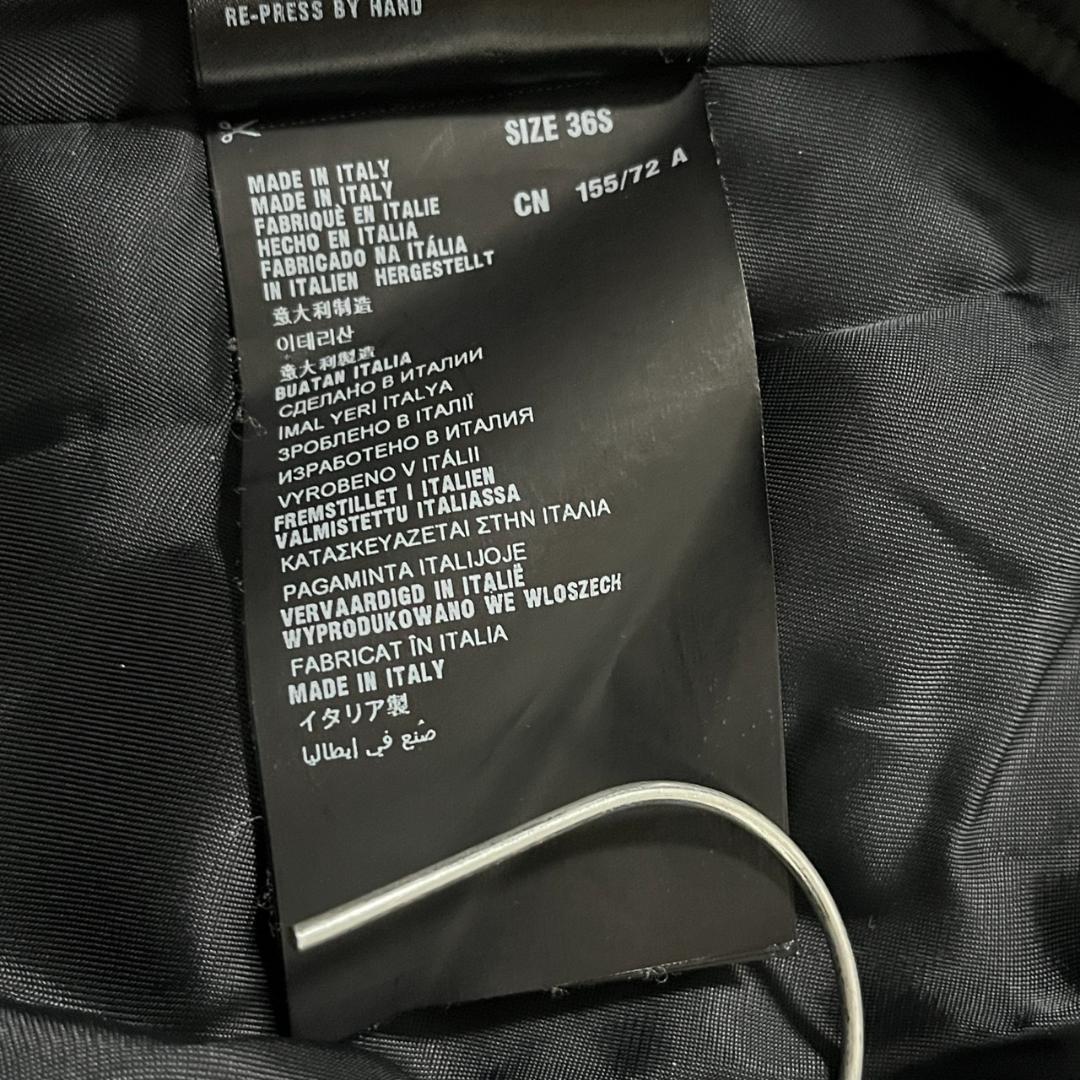 RE-PRESS BY HAND
SIZE 36S
CN 155/72 A
MADE IN ITALY
MADE IN ITALY
FABRIQUÈ EN ITALIE
HECHO EN ITALIA
FABRICADO NA ITÁLIA
IN ITALIEN HERGESTELLT
意大利制造
이테리산
意大利製造
BUATAN ITALIA
СДЕЛАНО В ИТАЛИИ
IMAL YERI ITALYA
ЗРОБЛЕНО В ІТАЛІЇ
ИЗРАБОТЕНО В ИТАЛИЯ
VYROBENO V ITÁLII
FREMSTILLET I ITALIEN
VALMISTETTU ITALIASSA
ΚΑΤΑΣΚΕΥΑΖΕΤΑΙ ΣΤΗΝ ΙΤΑΛΙΑ
PAGAMINTA ITALIJOJE
VERVAARDIGD IN ITALIË
WYPRODUKOWANO WE WLOSZECH
FABRICAT ÎN ITALIA
MADE IN ITALY
イタリア製
صُنع في ايطاليا